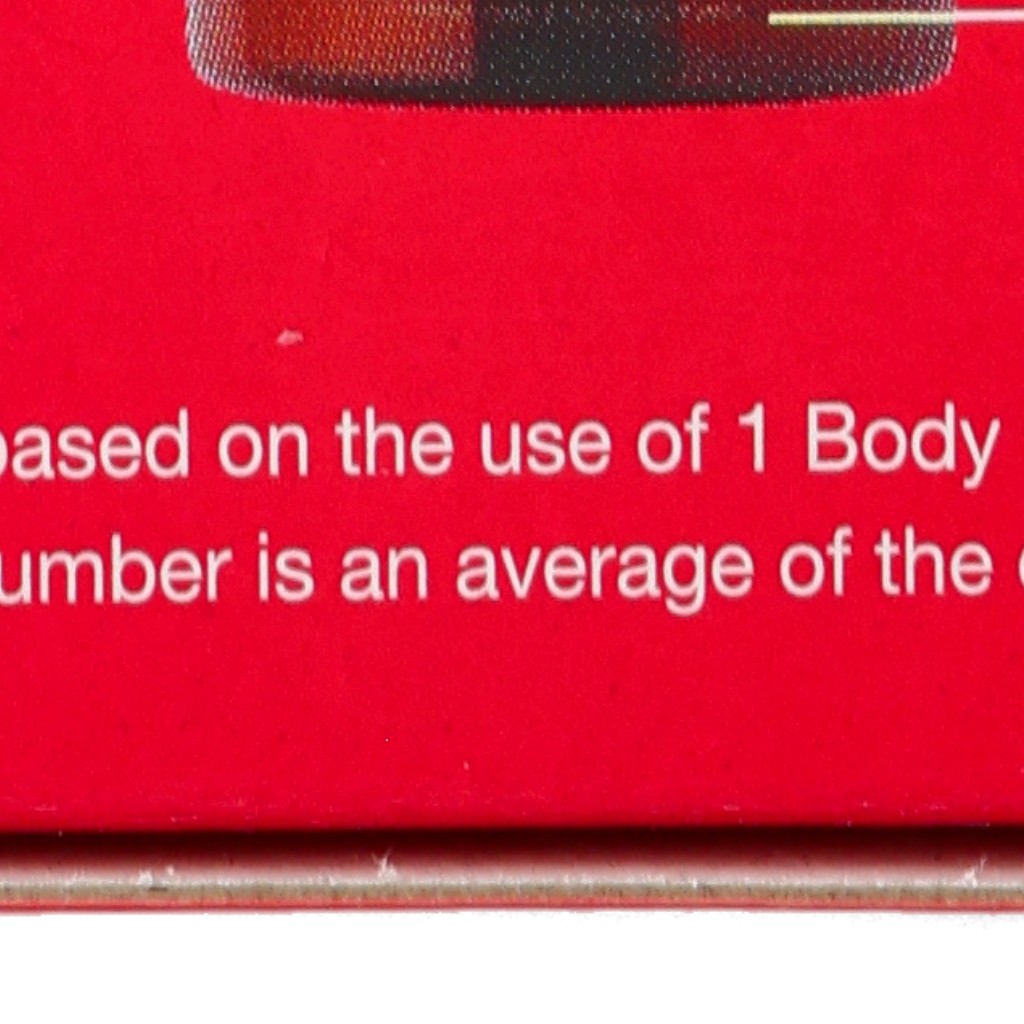 based on the use of 1 Body
umber is an average of the